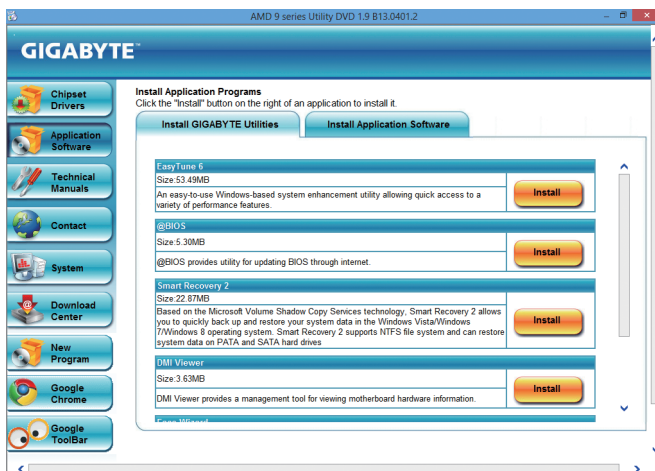 AMD 9 series Utility DVD 1.9 B13.0401.2
GIGABYTE™
Chipset
Drivers
Application
Software
Technical
Manuals
Contact
System
Download
Center
New
Program
Google
Chrome
Google
ToolBar
Install Application Programs
Click the "Install" button on the right of an application to install it.
Install GIGABYTE Utilities
Install Application Software
EasyTune 6
Size:53.49MB
An easy-to-use Windows-based system enhancement utility allowing quick access to a
variety of performance features.
Install
@BIOS
Size:5.30MB
@BIOS provides utility for updating BIOS through internet.
Install
Smart Recovery 2
Size:22.87MB
Based on the Microsoft Volume Shadow Copy Services technology, Smart Recovery 2 allows
you to quickly back up and restore your system data in the Windows Vista/Windows
7/Windows 8 operating system. Smart Recovery 2 supports NTFS file system and can restore
system data on PATA and SATA hard drives
Install
DMI Viewer
Size:3.63MB
DMI Viewer provides a management tool for viewing motherboard hardware information.
Install